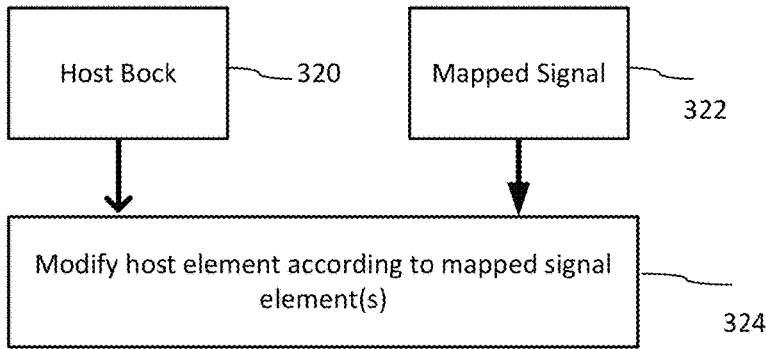 Host Bock
320
Mapped Signal
322
Modify host element according to mapped signal
element(s)
324